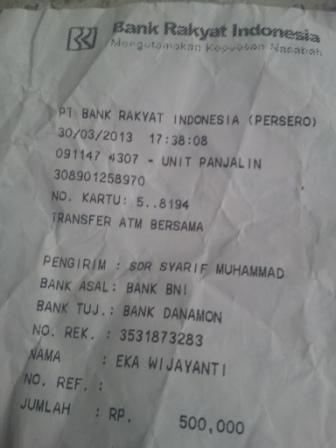 Bank Rakyat Indonesia
Mengutamakan Kepuasan Nasabah
PT BANK RAKYAT INDONESIA (PERSERO)
30/03/2013 17:38:08
091147 4307 - UNIT PANJALIN
308901258970
NO. KARTU: 5..8194
TRANSFER ATM BERSAMA
PENGIRIM : SDR SYARIF MUHAMMAD
BANK ASAL: BANK BNI
BANK TUJ.: BANK DANAMON
NO. REK. : 3531873283
NAMA : EKA WIJAYANTI
NO. REF. :
JUMLAH : RP. 500,000